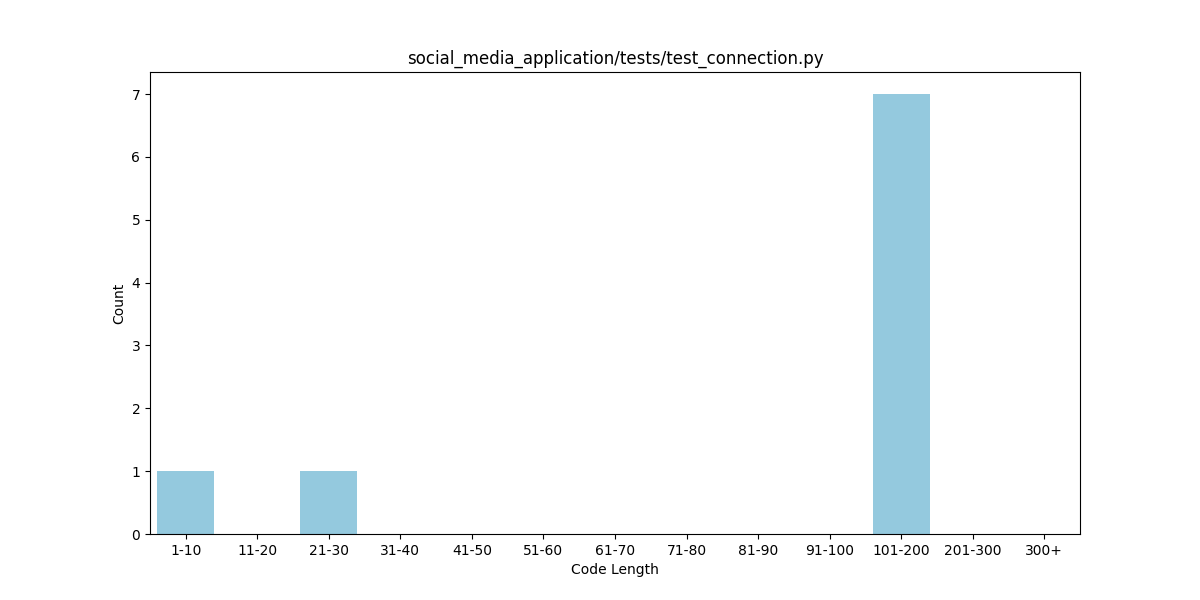 social_media_application/tests/test_connection.py
Count
7
6
5
4
3
2
1
0
1-10 11-20 21-30 31-40 41-50 51-60 61-70 71-80 81-90 91-100 101-200 201-300 300+
Code Length